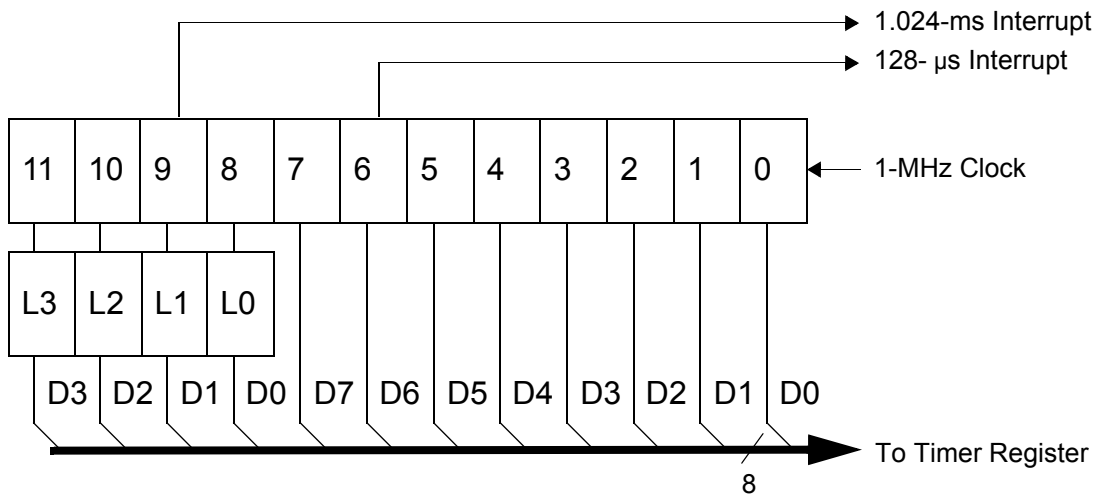 1.024-ms Interrupt
128- µs Interrupt
11 10 9 8 7 6 5 4 3 2 1 0
1-MHz Clock
L3 L2 L1 L0
D3 D2 D1 D0 D7 D6 D5 D4 D3 D2 D1 D0
To Timer Register
8